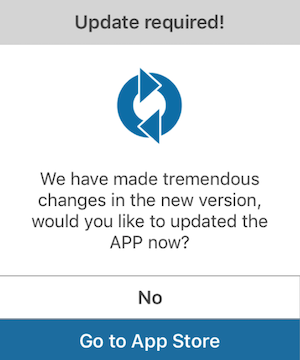 Update required!
We have made tremendous
changes in the new version,
would you like to updated the
APP now?
No
Go to App Store